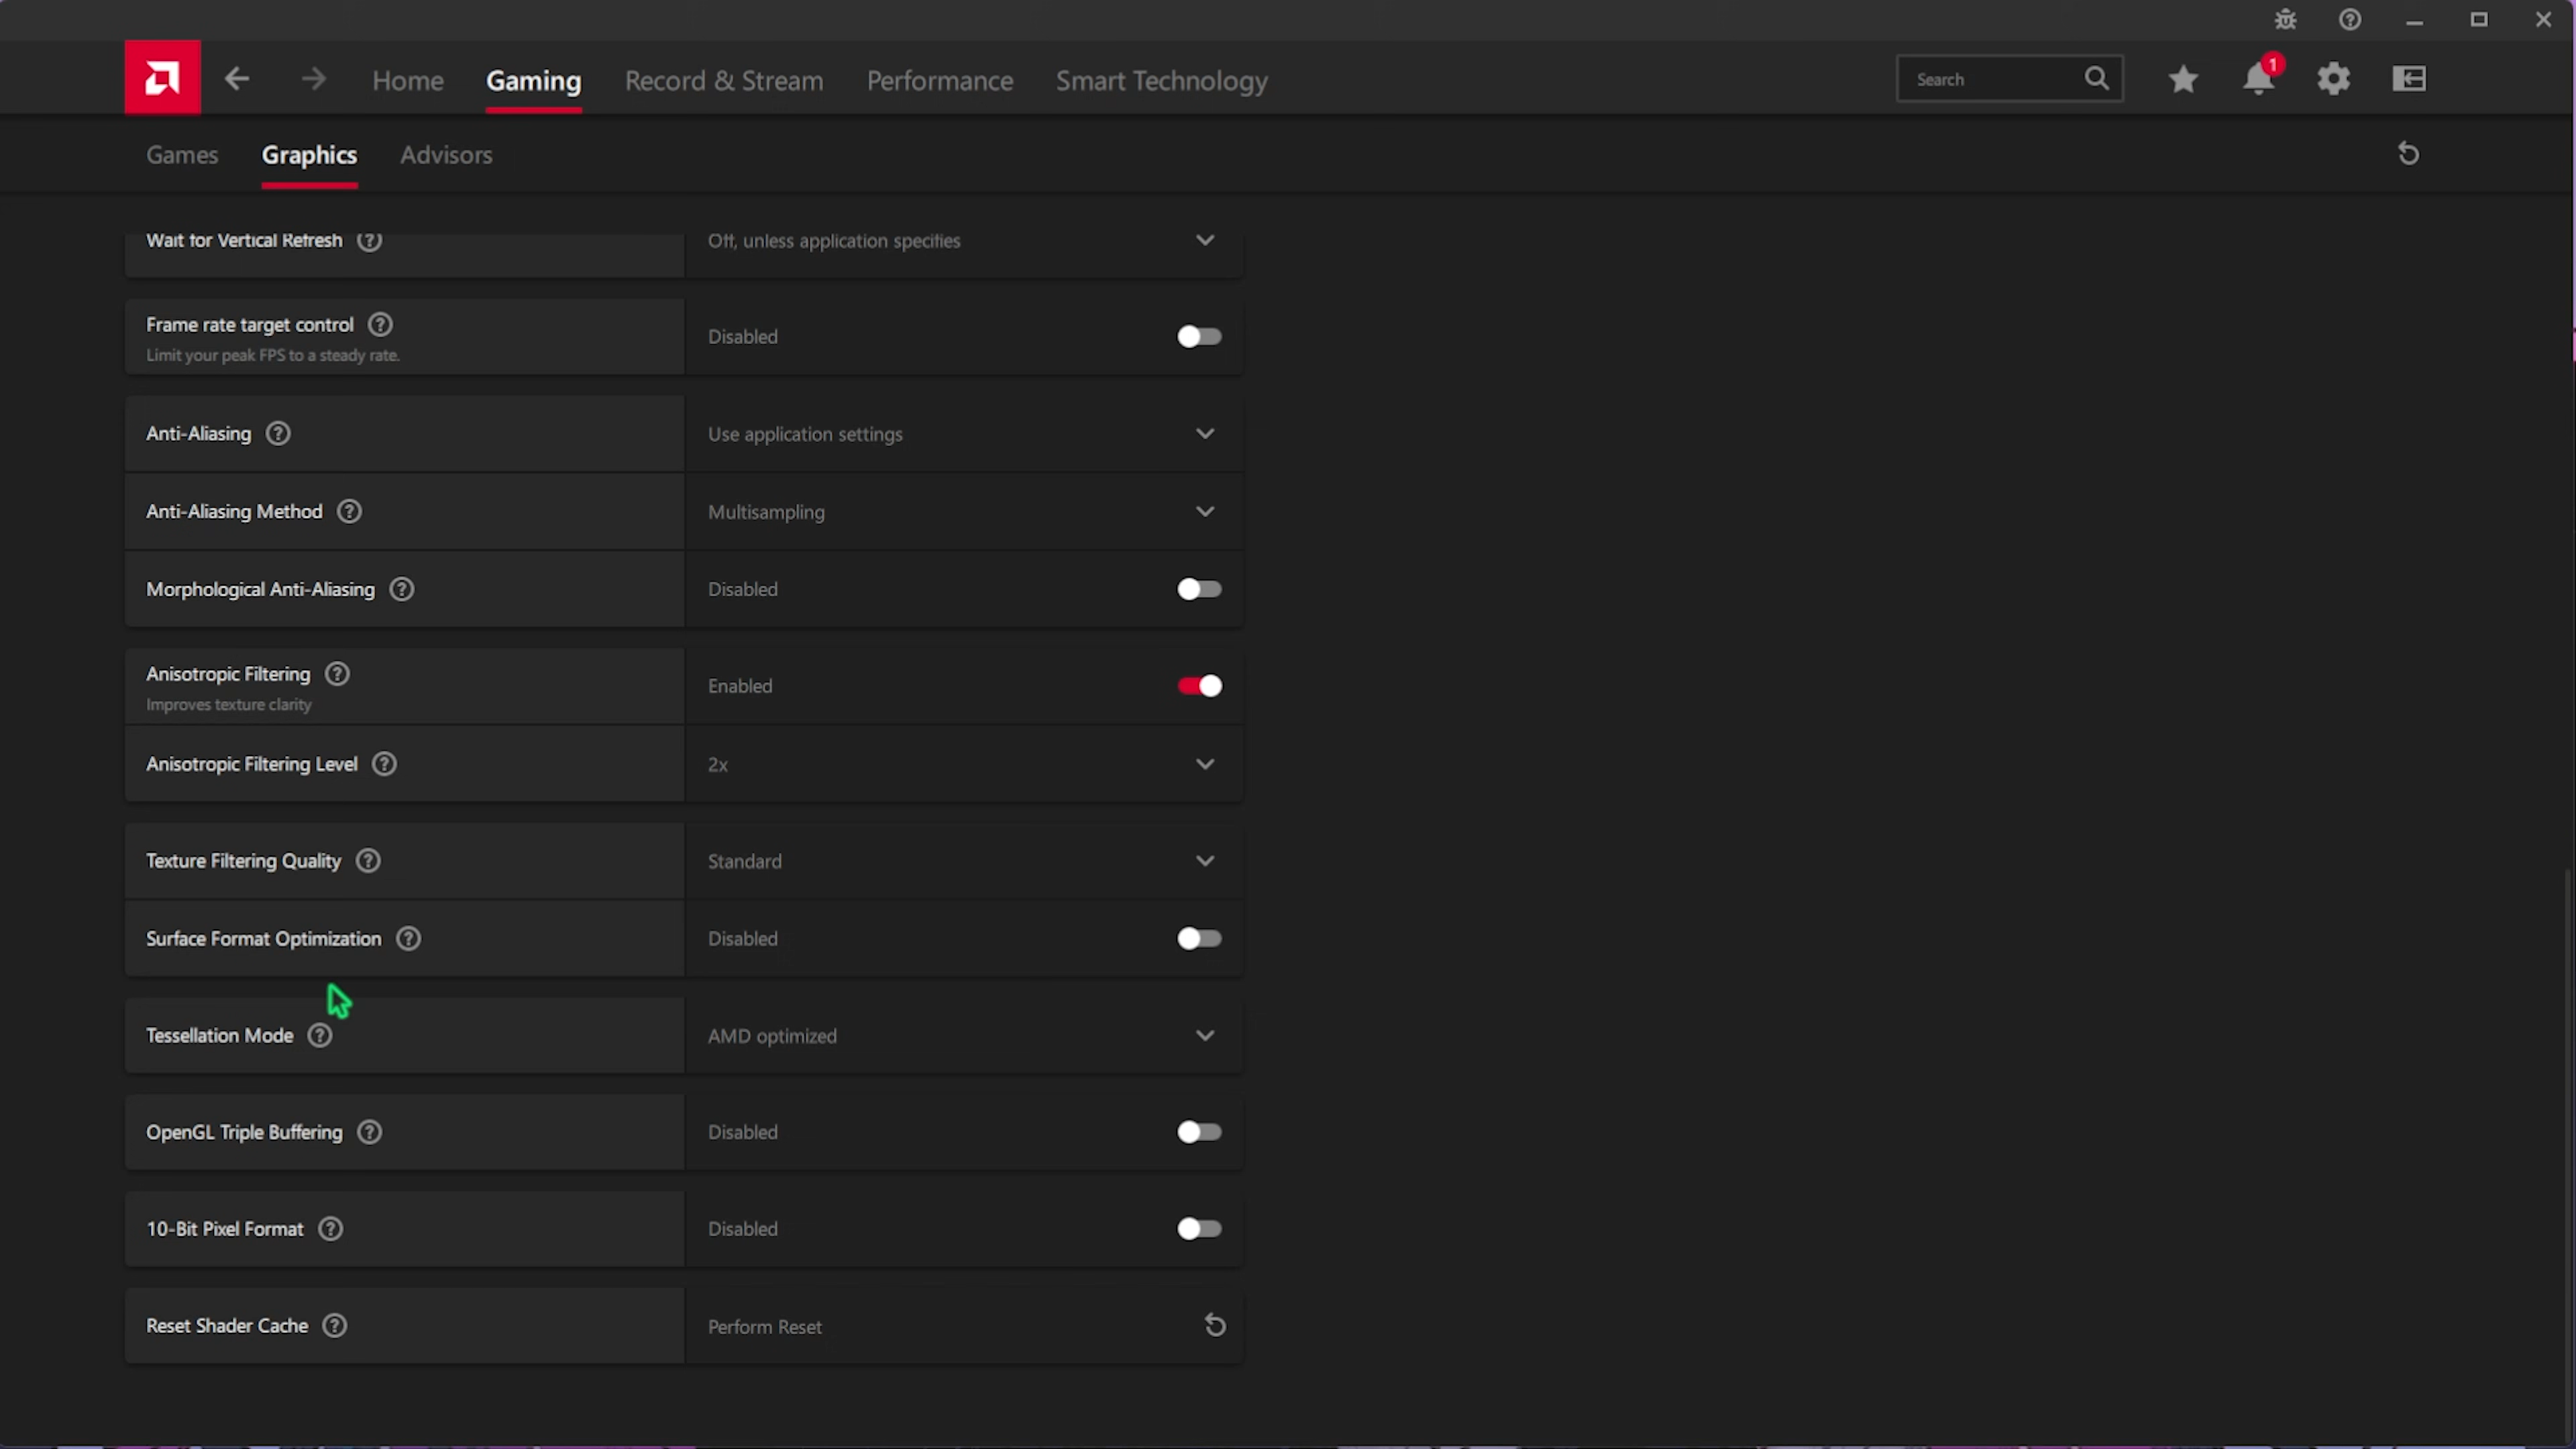 Home Gaming Record & Stream Performance Smart Technology Search 1
Games Graphics Advisors
Wait for Vertical Refresh ? Off, unless application specifies
Frame rate target control ? Disabled
Limit your peak FPS to a steady rate.
Anti-Aliasing ? Use application settings
Anti-Aliasing Method ? Multisampling
Morphological Anti-Aliasing ? Disabled
Anisotropic Filtering ? Enabled
Improves texture clarity
Anisotropic Filtering Level ? 2x
Texture Filtering Quality ? Standard
Surface Format Optimization ? Disabled
Tessellation Mode ? AMD optimized
OpenGL Triple Buffering ? Disabled
10-Bit Pixel Format ? Disabled
Reset Shader Cache ? Perform Reset